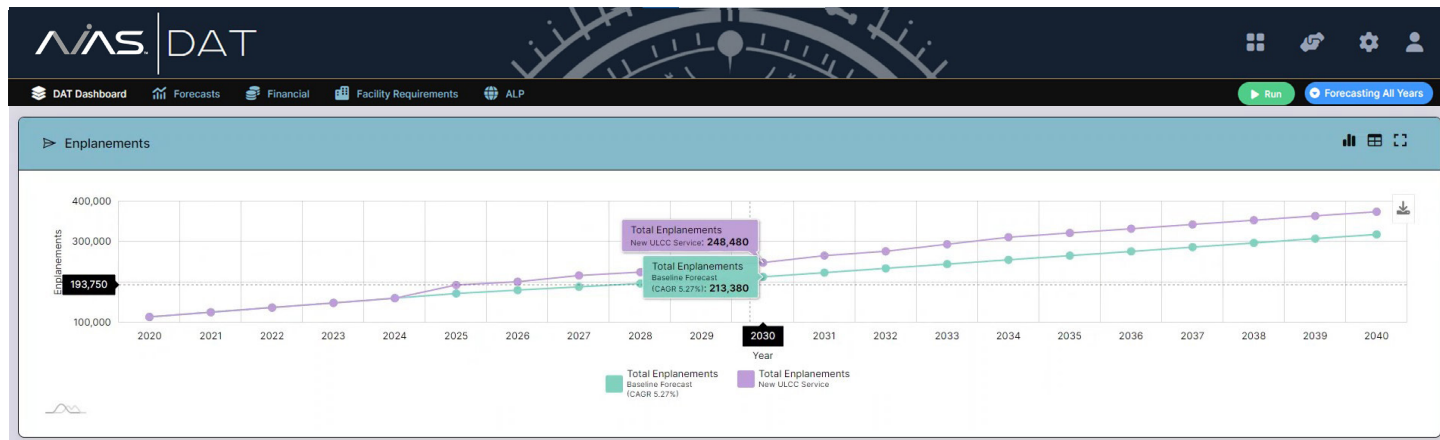 AIAS. DAT
DAT Dashboard Forecasts Financial Facility Requirements ALP Run Forecasting All Years
Enplanements
400,000
300,000
100,000
Enplanements
193,750
Total Enplanements
New ULCC Service: 248,480
Total Enplanements
Baseline Forecast
(CAGR 5.27%): 213,380
2020 2021 2022 2023 2024 2025 2026 2027 2028 2029 2030 2031 2032 2033 2034 2035 2036 2037 2038 2039 2040
Year
Total Enplanements
Baseline Forecast
(CAGR 5.27%)
Total Enplanements
New ULCC Service